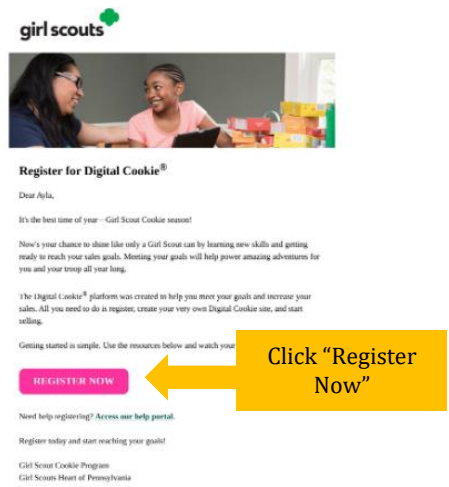 girl scouts
Register for Digital Cookie®
Dear Ayla,
It's the best time of year—Girl Scout Cookie season!
Now's your chance to shine like only a Girl Scout can by learning new skills and getting
ready to reach your sales goals. Meeting your goals will help power amazing adventures for
you and your troop all year long.
The Digital Cookie® platform was created to help you meet your goals and increase your
sales. All you need to do is register, create your very own Digital Cookie site, and start
selling.
Getting started is simple. Use the resources below and watch your
Click “Register
Now”
REGISTER NOW
Need help registering? Access our help portal.
Register today and start reaching your goals!
Girl Scout Cookie Program
Girl Scouts Heart of Pennsylvania